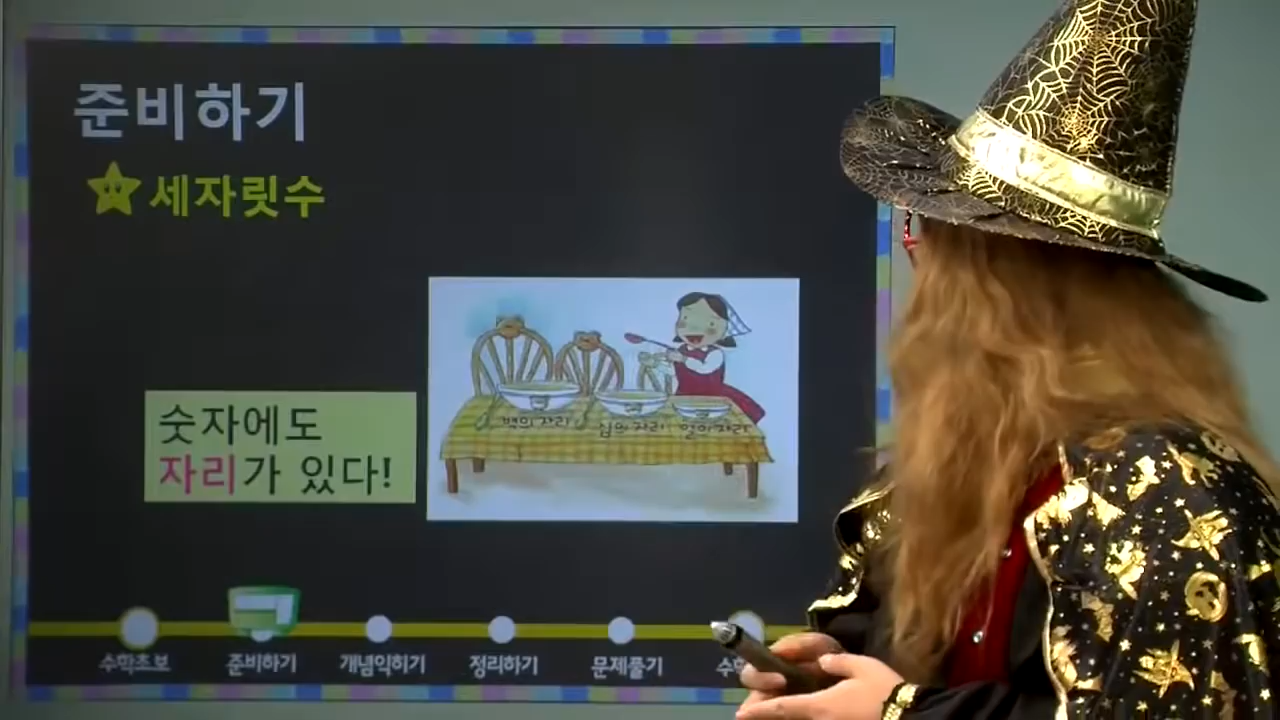 준비하기
세자릿수
숫자에도
자리가 있다!
백의 자리 십의 자리 일의 자리
수학초보 준비하기 개념익히기 정리하기 문제풀기